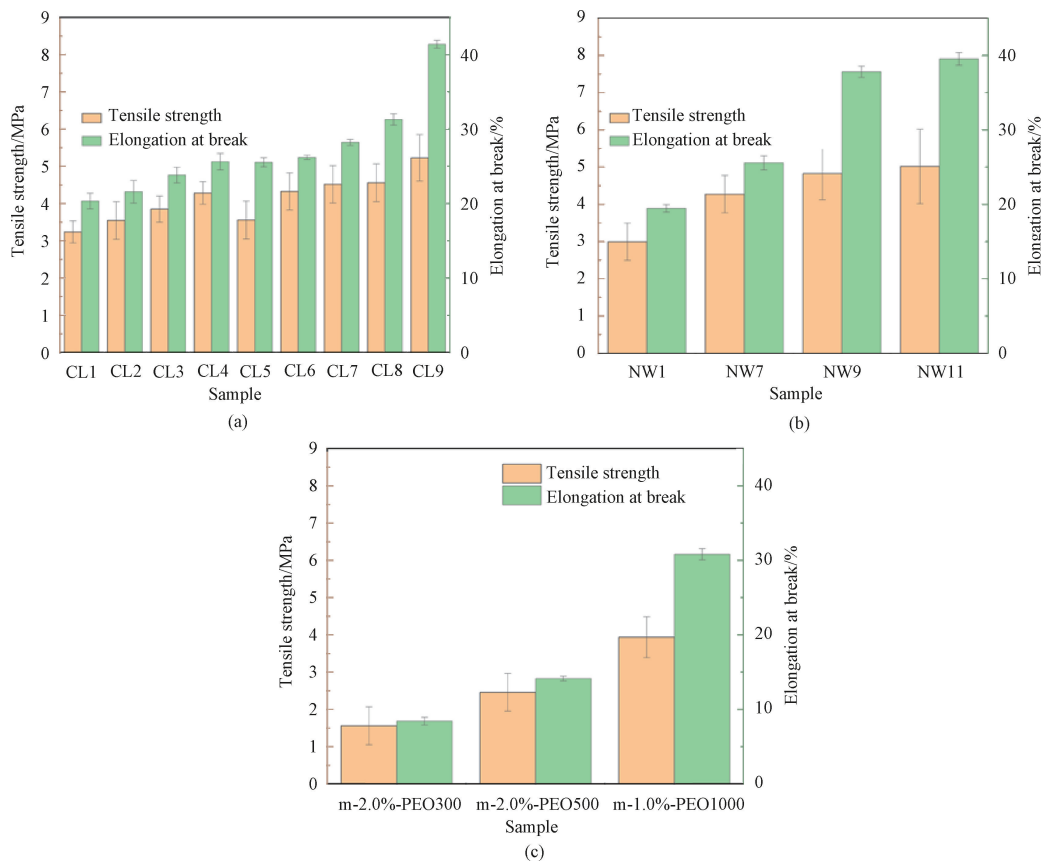 9
8
7
6
5
4
3
2
1
0
Tensile strength/MPa
Tensile strength
Elongation at break
40
30
20
10
0
Elongation at break/%
CL1 CL2 CL3 CL4 CL5 CL6 CL7 CL8 CL9
Sample
(a)
9
8
7
6
5
4
3
2
1
0
Tensile strength/MPa
Tensile strength
Elongation at break
40
30
20
10
0
Elongation at break/%
NW1 NW7 NW9 NW11
Sample
(b)
9
8
7
6
5
4
3
2
1
0
Tensile strength/MPa
Tensile strength
Elongation at break
40
30
20
10
0
Elongation at break/%
m-2.0%-PEO300 m-2.0%-PEO500 m-1.0%-PEO1000
Sample
(c)